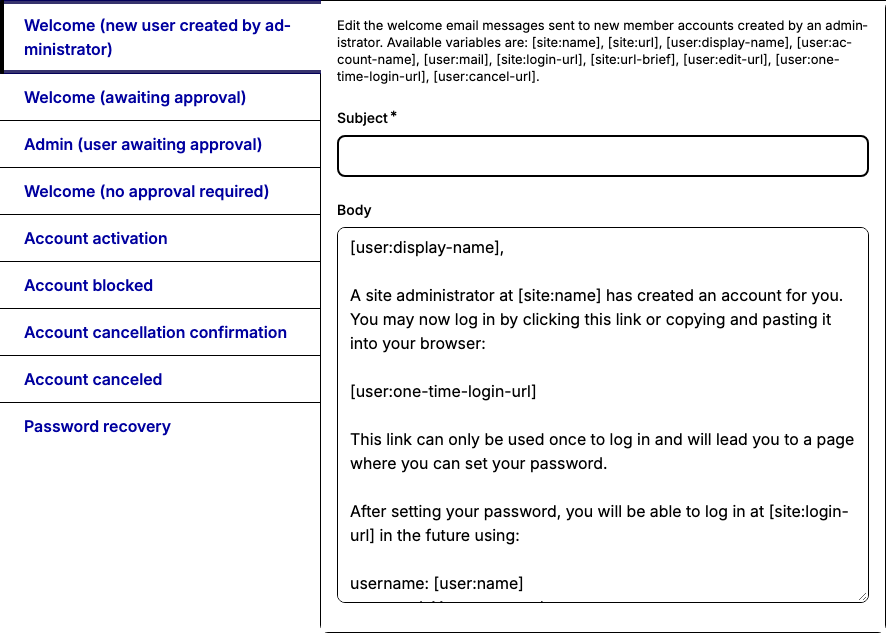 Welcome (new user created by ad-
ministrator)
Welcome (awaiting approval)
Admin (user awaiting approval)
Welcome (no approval required)
Account activation
Account blocked
Account cancellation confirmation
Account canceled
Password recovery
Edit the welcome email messages sent to new member accounts created by an admin-
istrator. Available variables are: [site:name], [site:url], [user:display-name], [user:ac-
count-name], [user:mail], [site:login-url], [site:url-brief], [user:edit-url], [user:one-
time-login-url], [user:cancel-url].
Subject*
Body
[user:display-name],
A site administrator at [site:name] has created an account for you.
You may now log in by clicking this link or copying and pasting it
into your browser:
[user:one-time-login-url]
This link can only be used once to log in and will lead you to a page
where you can set your password.
After setting your password, you will be able to log in at [site:login-
url] in the future using:
username: [user:name]